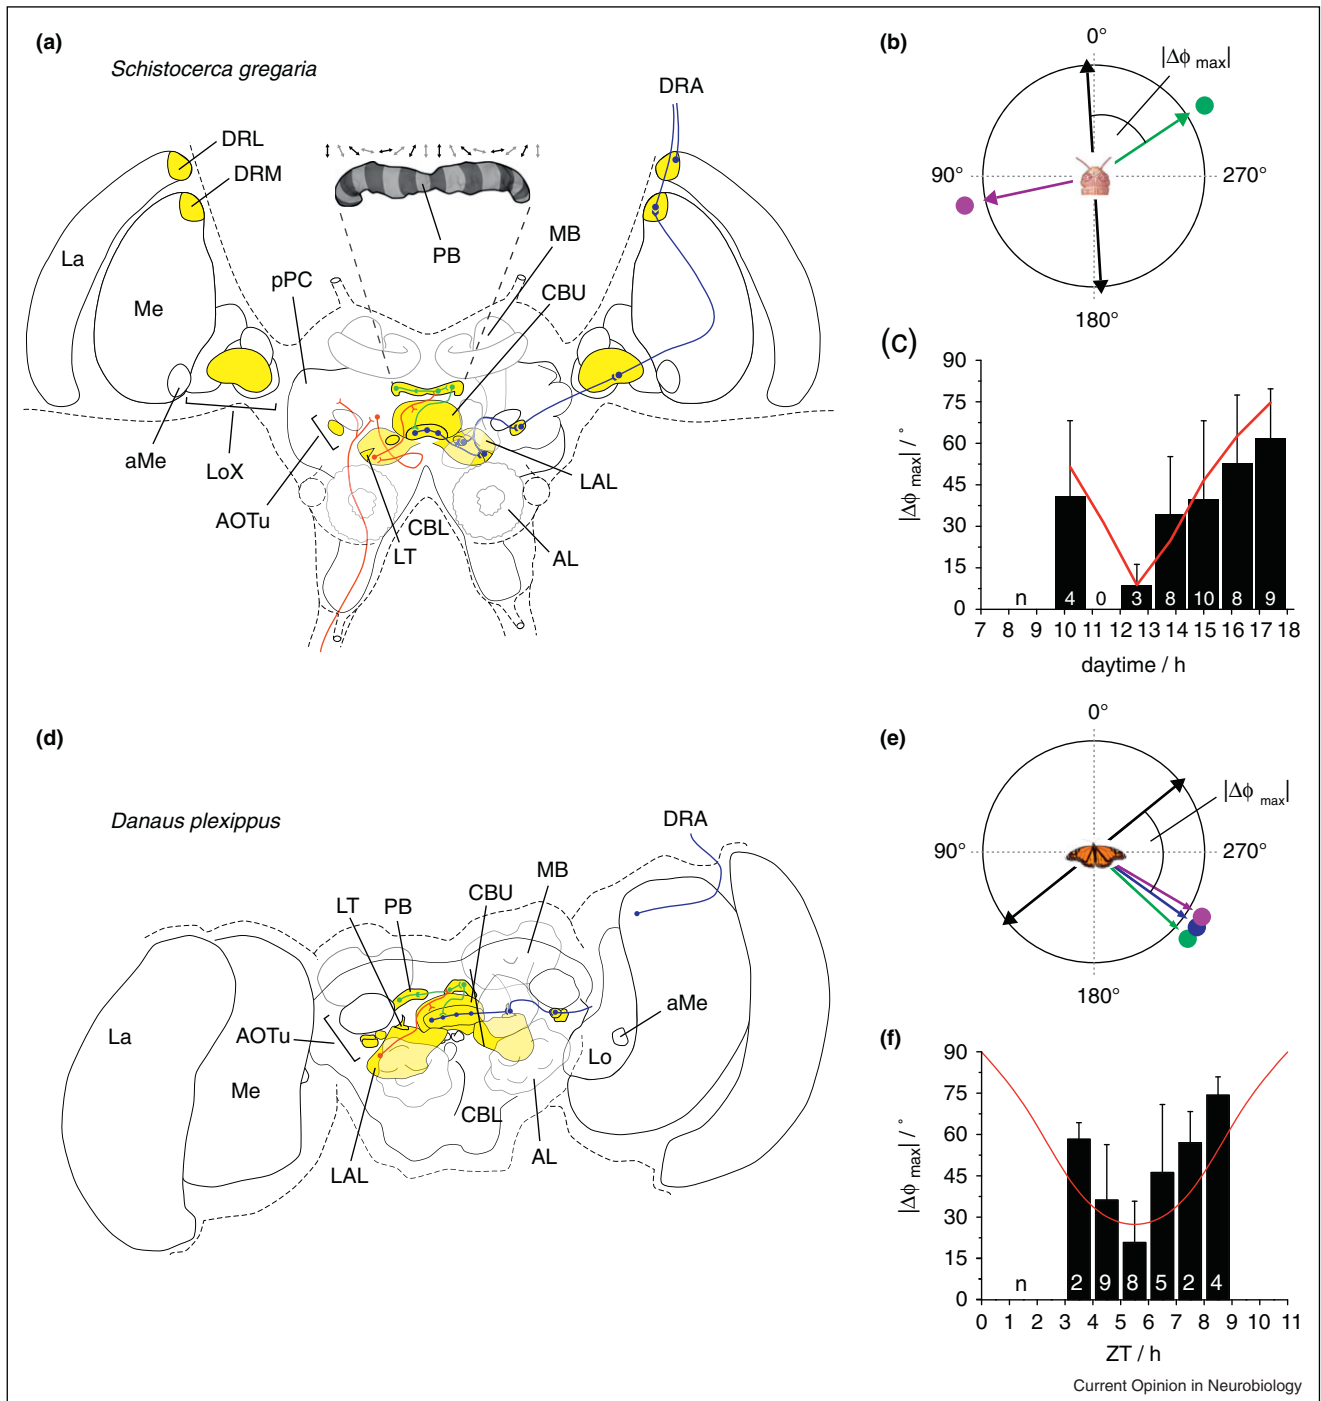 (a)
Schistocerca gregaria
DRL
DRM
DRA
La
Me
PB
MB
pPC
CBU
aMe
LoX
AOTu
LT
CBL
LAL
AL
(b)
0°
|Δϕ max|
90°
270°
180°
(c)
90
75
60
45
30
15
0
|Δϕ max| / °
n 4 0 3 8 10 8 9
7 8 9 10 11 12 13 14 15 16 17 18
daytime / h
(d)
Danaus plexippus
DRA
MB
CBU
LT
PB
aMe
La
AOTu
Lo
Me
CBL
AL
LAL
(e)
0°
|Δϕ max|
90°
270°
180°
(f)
90
75
60
45
30
15
0
|Δϕ max| / °
n 2 9 8 5 2 4
0 1 2 3 4 5 6 7 8 9 10 11
ZT / h
Current Opinion in Neurobiology